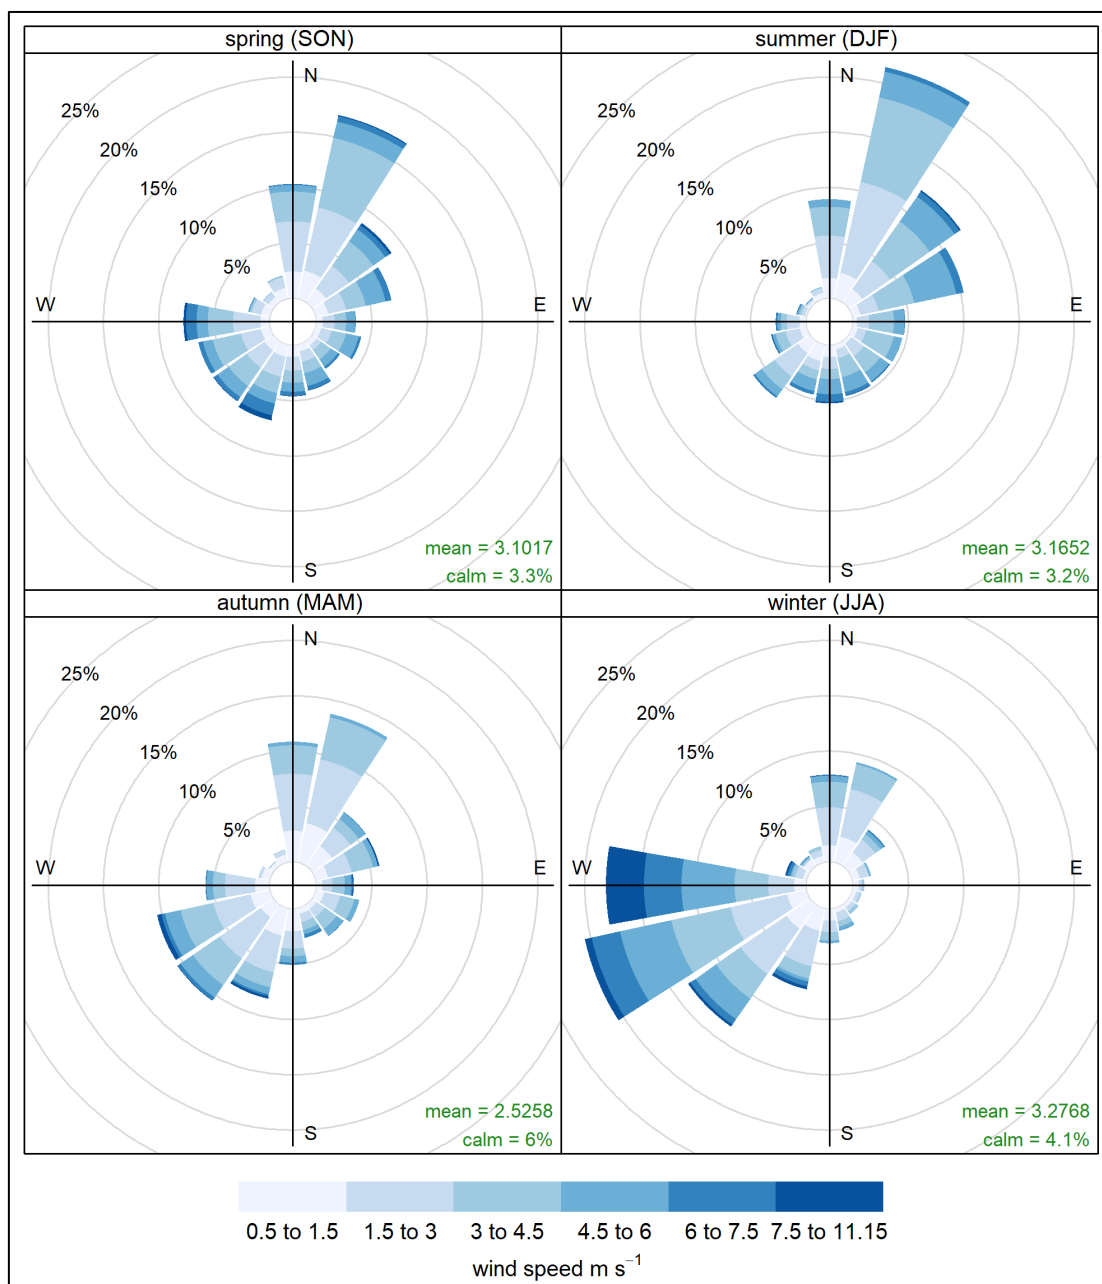 spring (SON)
N
25%
20%
15%
10%
5%
W
E
S
mean = 3.1017
calm = 3.3%
summer (DJF)
N
25%
20%
15%
10%
5%
W
E
S
mean = 3.1652
calm = 3.2%
autumn (MAM)
N
25%
20%
15%
10%
5%
W
E
S
mean = 2.5258
calm = 6%
winter (JJA)
N
25%
20%
15%
10%
5%
W
E
S
mean = 3.2768
calm = 4.1%
0.5 to 1.5 1.5 to 3 3 to 4.5 4.5 to 6 6 to 7.5 7.5 to 11.15
wind speed m s⁻¹